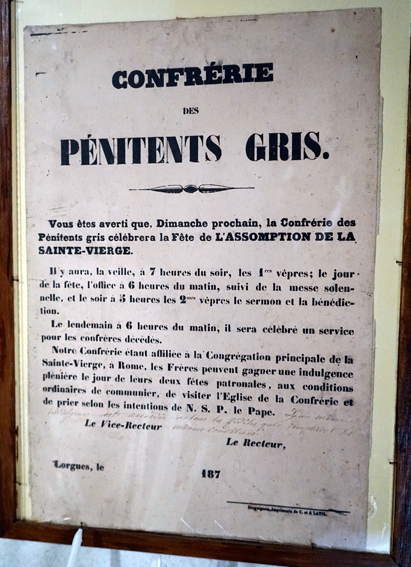 CONFRÉRIE
DES
PÉNITENTS GRIS.
Vous êtes averti que, Dimanche prochain, la Confrérie des
Pénitents gris célèbrera la Fête de L'ASSOMPTION DE LA
SAINTE-VIERGE.
Il y aura, la veille, à 7 heures du soir, les 1res vêpres; le jour
de la fête, l'office à 6 heures du matin, suivi de la messe solen-
nelle, et le soir à 5 heures les 2mes vêpres le sermon et la bénédic-
tion.
Le lendemain à 6 heures du matin, il sera célébré un service
pour les confrères décédés.
Notre Confrérie étant affiliée à la Congrégation principale de la
Sainte-Vierge, à Rome, les Frères peuvent gagner une indulgence
plénière le jour de leurs deux fêtes patronales, aux conditions
ordinaires de communier, de visiter l'Eglise de la Confrérie et
de prier selon les intentions de N. S. P. le Pape.
Le Vice-Recteur
Le Recteur,
Lorgues, le 187
Draguignan, Imprimerie de C. et A LATIL.